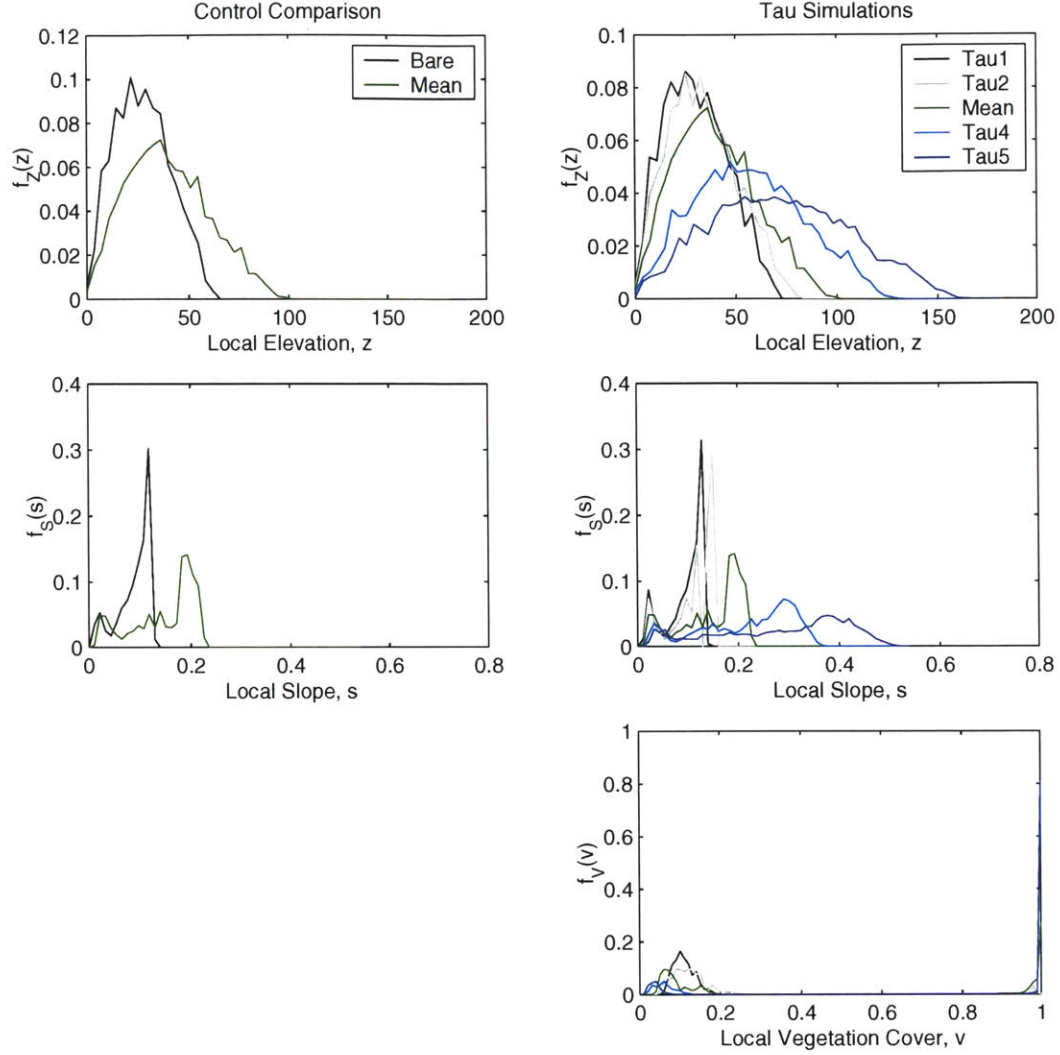 Control Comparison
0.12
0.1
0.08
0.06
0.04
0.02
0
f_Z(z)
Bare
Mean
0 50 100 150 200
Local Elevation, z
Tau Simulations
0.1
0.08
0.06
0.04
0.02
0
f_Z(z)
Tau1
Tau2
Mean
Tau4
Tau5
0 50 100 150 200
Local Elevation, z
0.4
0.3
0.2
0.1
0
f_S(s)
0 0.2 0.4 0.6 0.8
Local Slope, s
0.4
0.3
0.2
0.1
0
f_S(s)
0 0.2 0.4 0.6 0.8
Local Slope, s
1
0.8
0.6
0.4
0.2
0
f_V(v)
0 0.2 0.4 0.6 0.8 1
Local Vegetation Cover, v